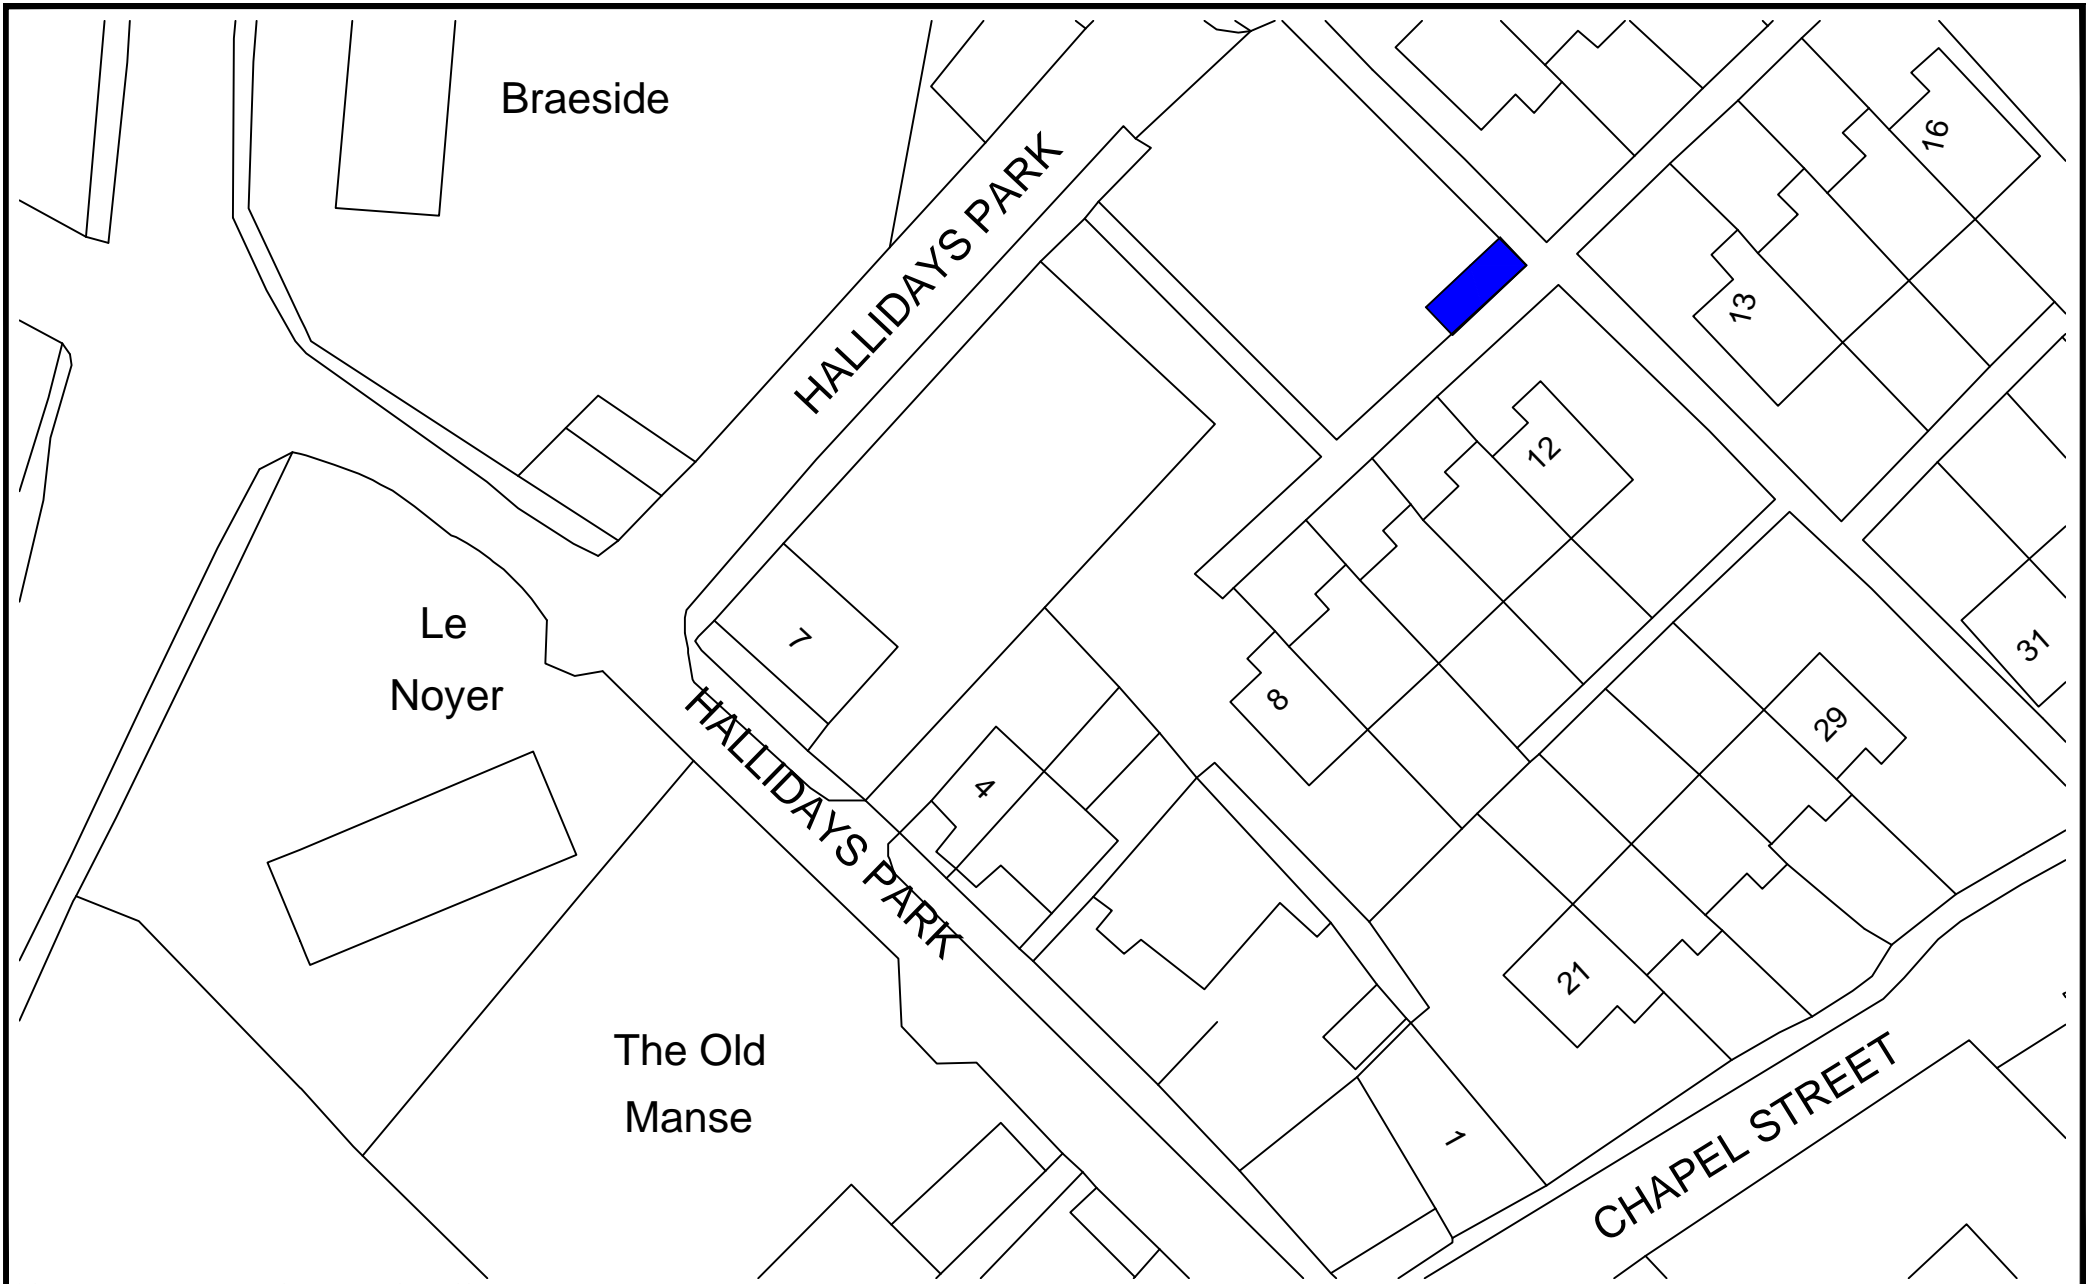 Braeside
16
HALLIDAYS PARK
13
12
Le
Noyer
7
31
8
29
4
HALLIDAYS PARK
21
The Old
Manse
1
CHAPEL STREET